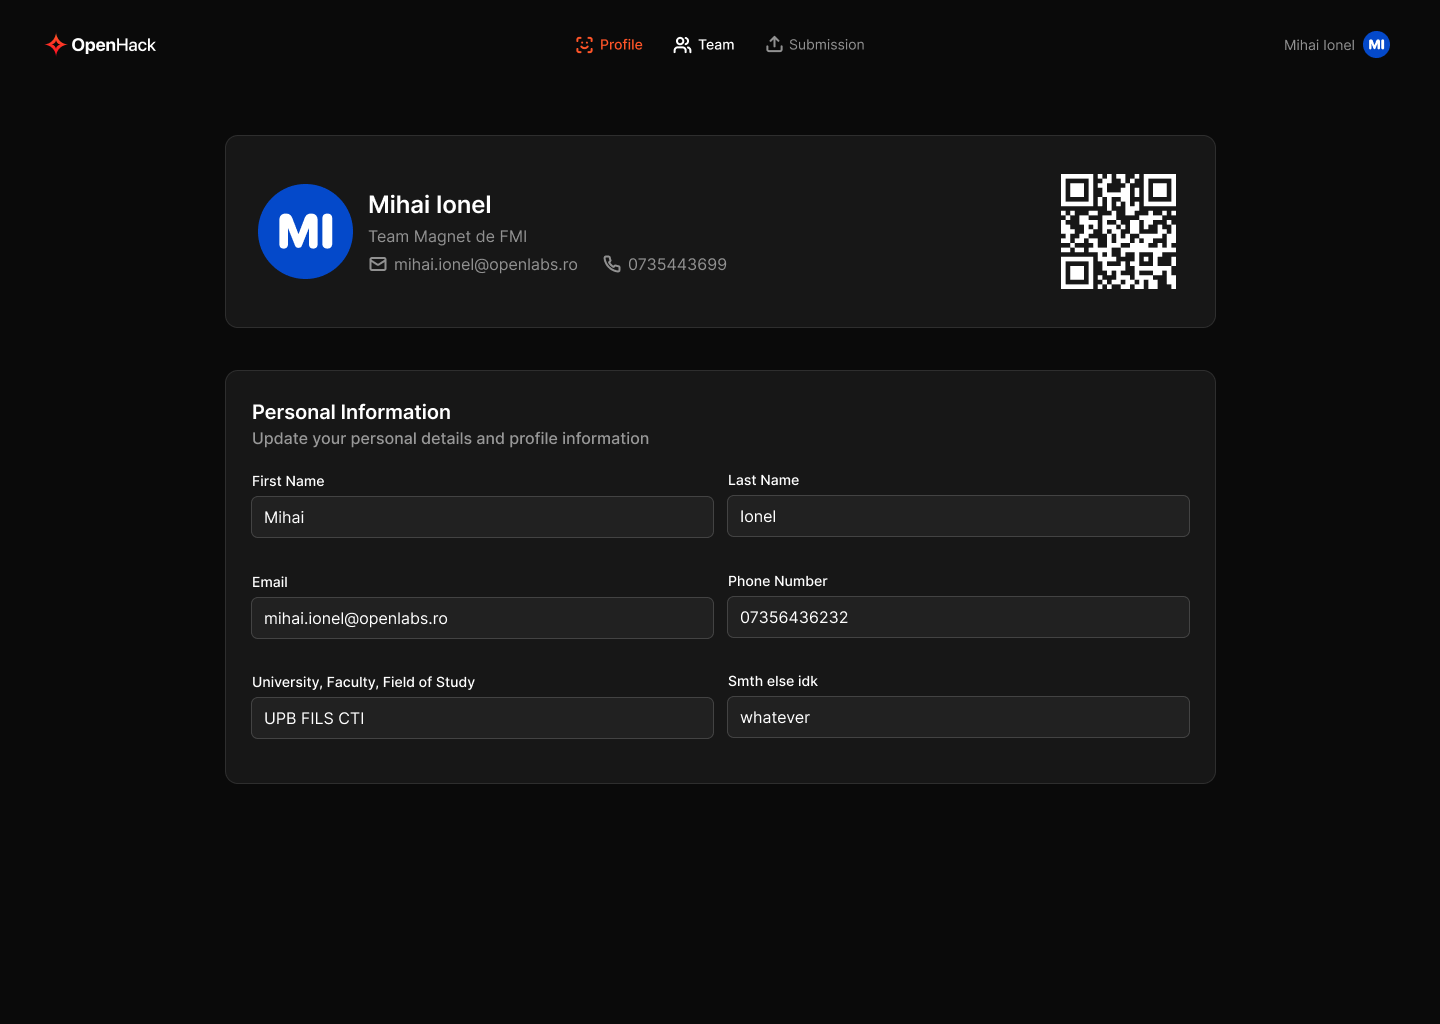 OpenHack
Profile
Team
Submission
Mihai Ionel
MI
MI
Mihai Ionel
Team Magnet de FMI
mihai.ionel@openlabs.ro
0735443699
Personal Information
Update your personal details and profile information
First Name
Last Name
Mihai
Ionel
Email
Phone Number
mihai.ionel@openlabs.ro
07356436232
University, Faculty, Field of Study
Smth else idk
UPB FILS CTI
whatever